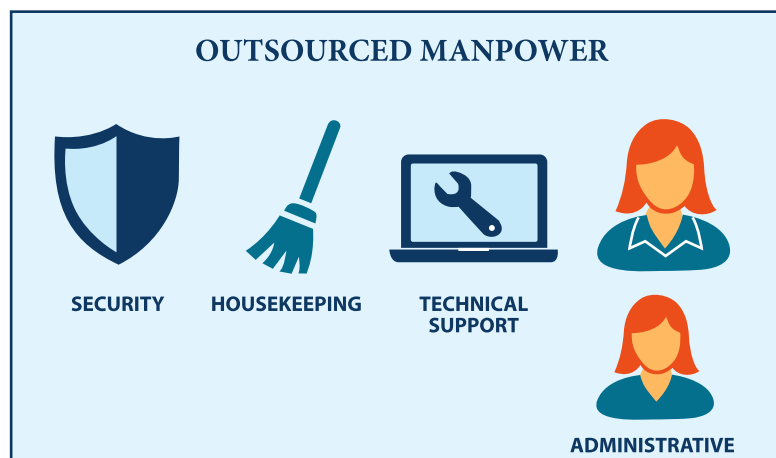 OUTSOURCED MANPOWER
SECURITY
HOUSEKEEPING
TECHNICAL
SUPPORT
ADMINISTRATIVE